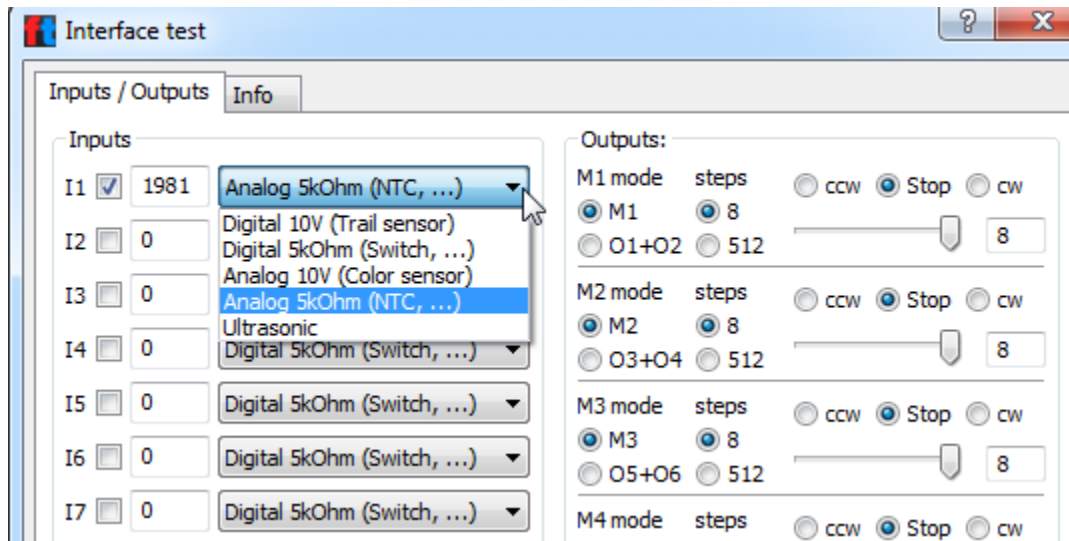 ft Interface test
? X
Inputs / Outputs Info
Inputs
I1 1981 Analog 5kOhm (NTC, ...)
Digital 10V (Trail sensor)
Digital 5kOhm (Switch, ...)
Analog 10V (Color sensor)
Analog 5kOhm (NTC, ...)
Ultrasonic
I2 0
I3 0
I4 0 Digital 5kOhm (Switch, ...)
I5 0 Digital 5kOhm (Switch, ...)
I6 0 Digital 5kOhm (Switch, ...)
I7 0 Digital 5kOhm (Switch, ...)
Outputs:
M1 mode steps ccw Stop cw
M1 8
O1+O2 512 8
M2 mode steps ccw Stop cw
M2 8
O3+O4 512 8
M3 mode steps ccw Stop cw
M3 8
O5+O6 512 8
M4 mode steps ccw Stop cw